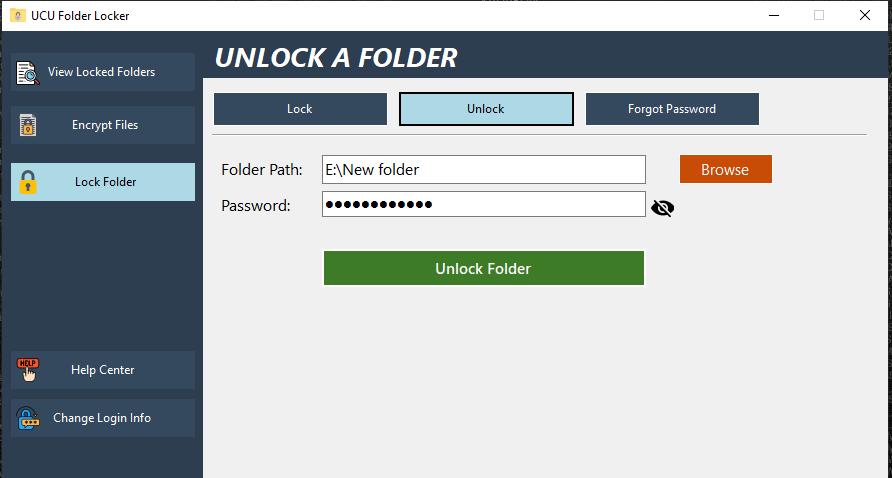 UCU Folder Locker
UNLOCK A FOLDER
View Locked Folders
Encrypt Files
Lock Folder
HELP
Help Center
Change Login Info
Lock
Unlock
Forgot Password
Folder Path:
E:\New folder
Browse
Password:
••••••••••••
Unlock Folder